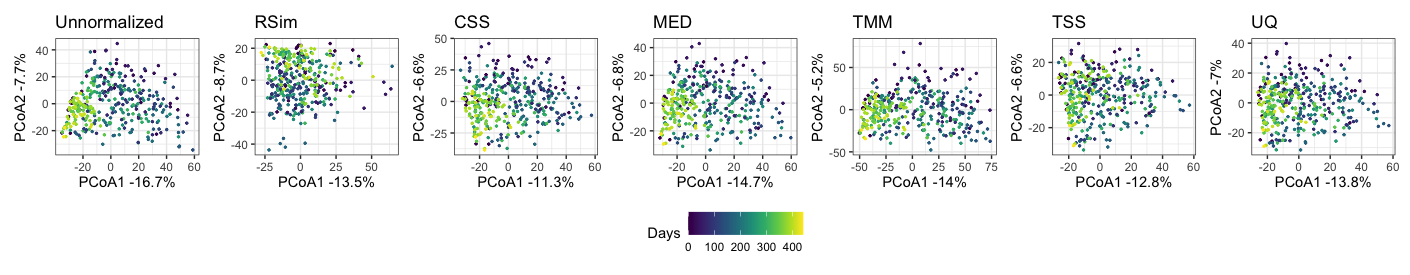 Unnormalized RSim CSS MED TMM TSS UQ
PCoA2 -7.7%
40
20
0
-20
-20 0 20 40 60
PCoA1 -16.7%
PCoA2 -8.7%
20
0
-20
-40
-25 0 25 50
PCoA1 -13.5%
PCoA2 -6.6%
50
25
0
-25
-20 0 20 40 60
PCoA1 -11.3%
PCoA2 -6.8%
40
20
0
-20
-20 0 20 40 60
PCoA1 -14.7%
PCoA2 -5.2%
50
0
-50
-50 -25 0 25 50 75
PCoA1 -14%
PCoA2 -6.6%
20
0
-20
-20 0 20 40 60
PCoA1 -12.8%
PCoA2 -7%
40
20
0
-20
-20 0 20 40 60
PCoA1 -13.8%
Days
0 100 200 300 400